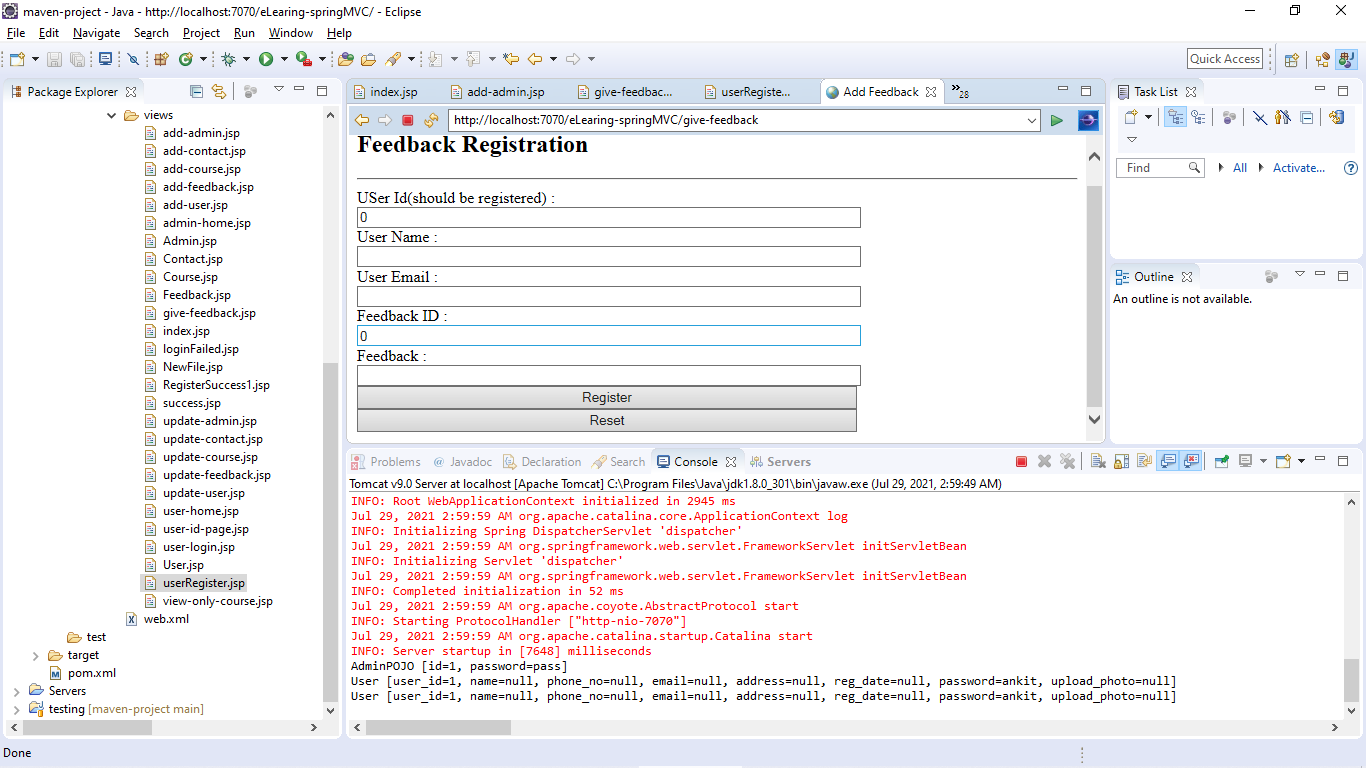 maven-project - Java - http://localhost:7070/eLearing-springMVC/ - Eclipse
File Edit Navigate Search Project Run Window Help
Quick Access
Package Explorer
views
add-admin.jsp
add-contact.jsp
add-course.jsp
add-feedback.jsp
add-user.jsp
admin-home.jsp
Admin.jsp
Contact.jsp
Course.jsp
Feedback.jsp
give-feedback.jsp
index.jsp
loginFailed.jsp
NewFile.jsp
RegisterSuccess1.jsp
success.jsp
update-admin.jsp
update-contact.jsp
update-course.jsp
update-feedback.jsp
update-user.jsp
user-home.jsp
user-id-page.jsp
user-login.jsp
User.jsp
userRegister.jsp
view-only-course.jsp
web.xml
test
target
pom.xml
Servers
testing [maven-project main]
index.jsp add-admin.jsp give-feedbac... userRegiste... Add Feedback »28
http://localhost:7070/eLearing-springMVC/give-feedback
Feedback Registration
USer Id(should be registered) :
0
User Name :
User Email :
Feedback ID :
0
Feedback :
Register
Reset
Task List
Find All Activate...
Outline
An outline is not available.
Problems Javadoc Declaration Search Console Servers
Tomcat v9.0 Server at localhost [Apache Tomcat] C:\Program Files\Java\jdk1.8.0_301\bin\javaw.exe (Jul 29, 2021, 2:59:49 AM)
INFO: Root WebApplicationContext initialized in 2945 ms
Jul 29, 2021 2:59:59 AM org.apache.catalina.core.ApplicationContext log
INFO: Initializing Spring DispatcherServlet 'dispatcher'
Jul 29, 2021 2:59:59 AM org.springframework.web.servlet.FrameworkServlet initServletBean
INFO: Initializing Servlet 'dispatcher'
Jul 29, 2021 2:59:59 AM org.springframework.web.servlet.FrameworkServlet initServletBean
INFO: Completed initialization in 52 ms
Jul 29, 2021 2:59:59 AM org.apache.coyote.AbstractProtocol start
INFO: Starting ProtocolHandler ["http-nio-7070"]
Jul 29, 2021 2:59:59 AM org.apache.catalina.startup.Catalina start
INFO: Server startup in [7648] milliseconds
AdminPOJO [id=1, password=pass]
User [user_id=1, name=null, phone_no=null, email=null, address=null, reg_date=null, password=ankit, upload_photo=null]
User [user_id=1, name=null, phone_no=null, email=null, address=null, reg_date=null, password=ankit, upload_photo=null]
Done